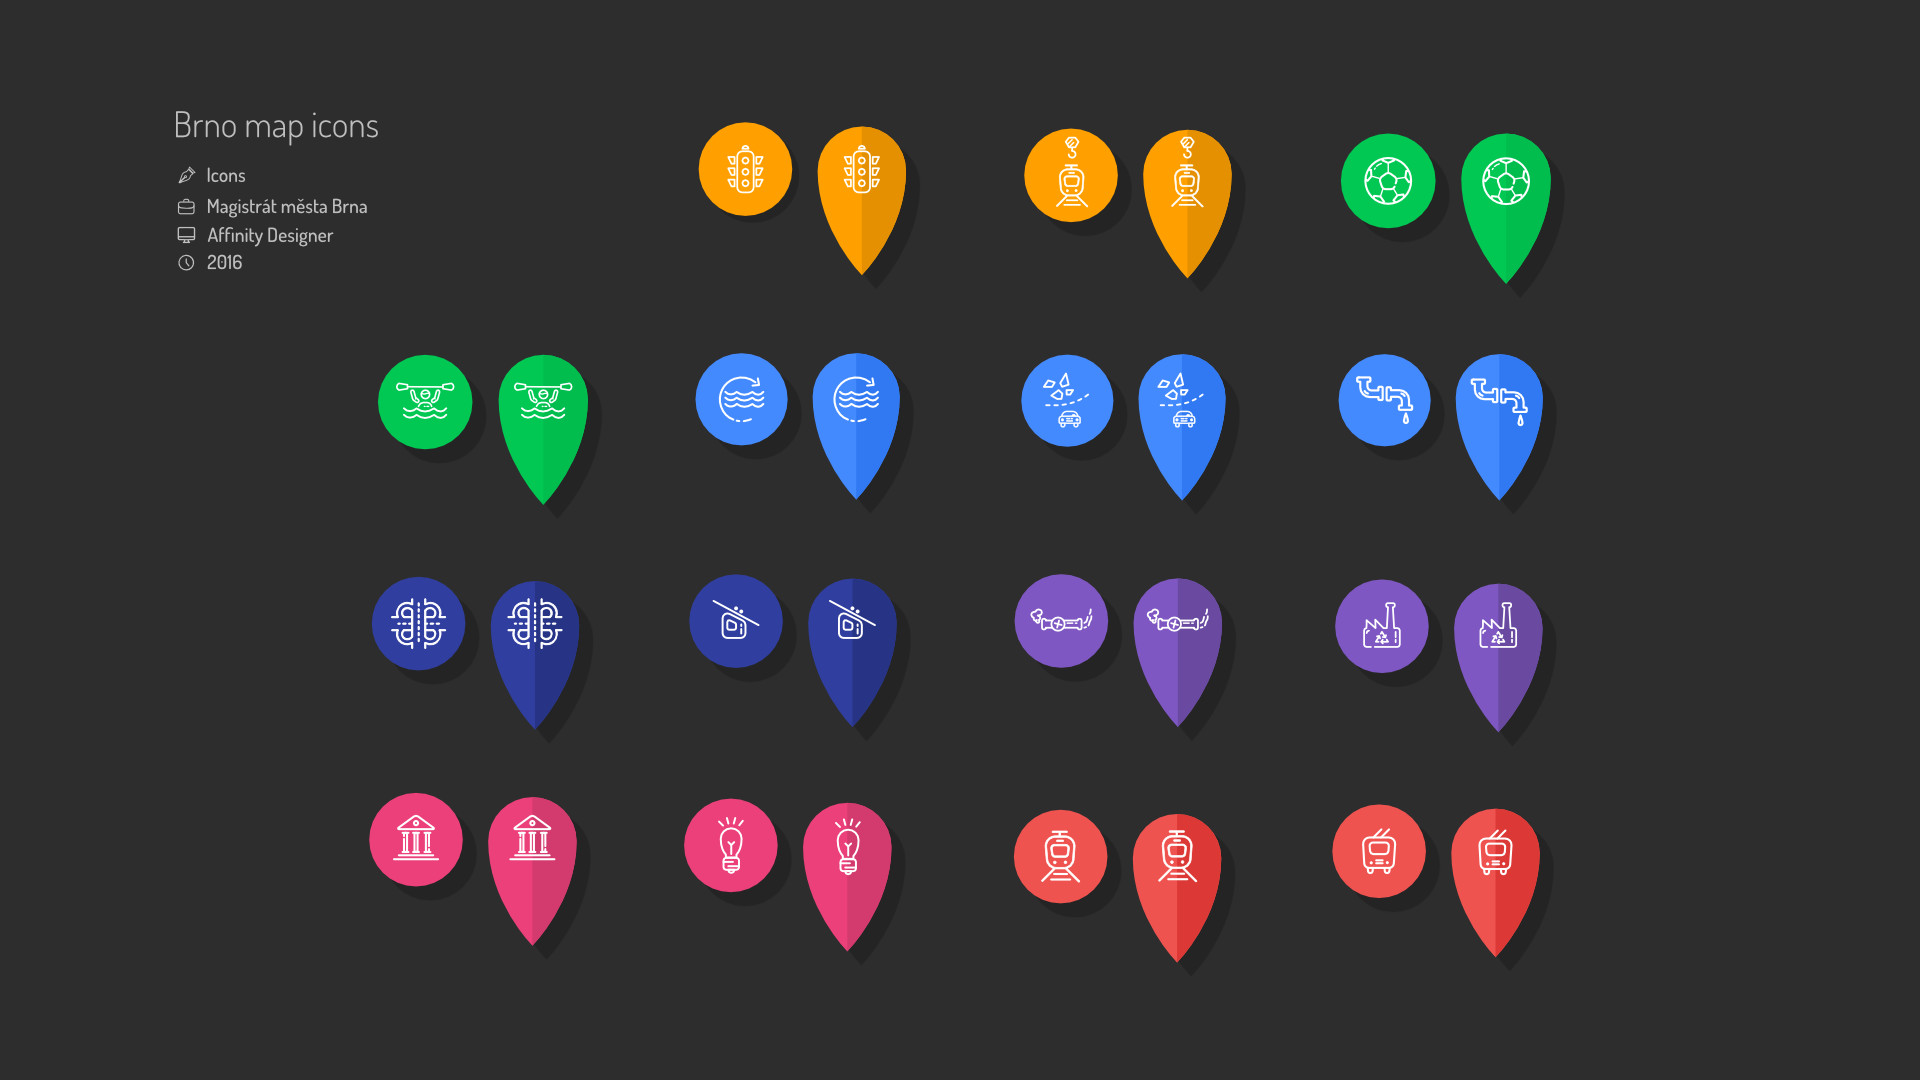 Brno map icons
Icons
Magistrát města Brna
Affinity Designer
2016